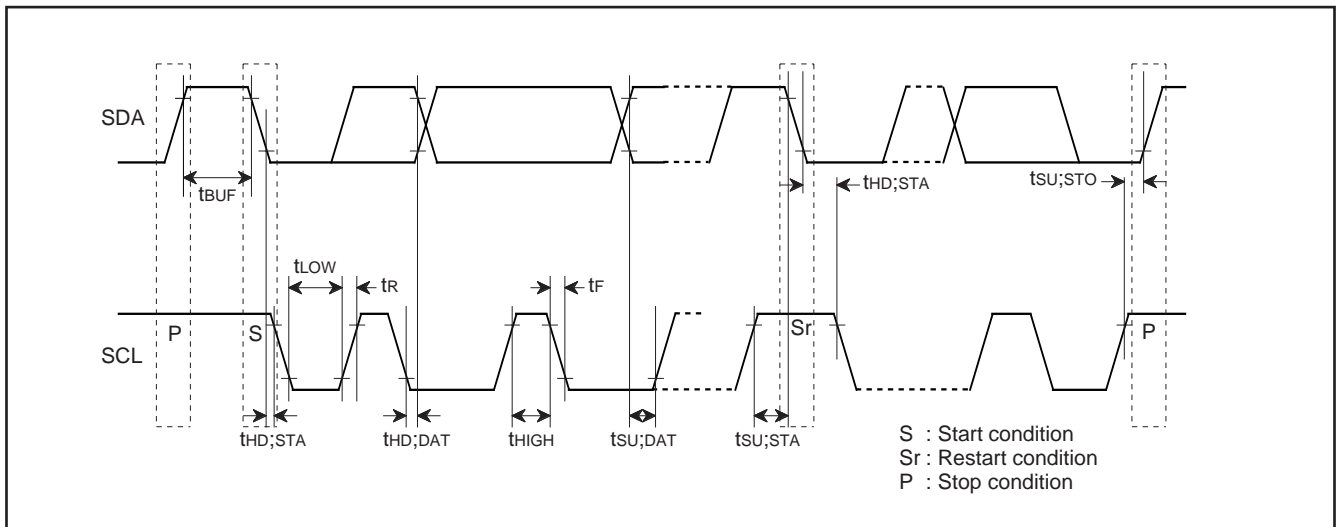 SDA
tBUF
tHD;STA
tSU;STO
tLOW
tR
tF
P
S
Sr
P
SCL
tHD;STA
tHD;DAT
tHIGH
tSU;DAT
tSU;STA
S : Start condition
Sr : Restart condition
P : Stop condition